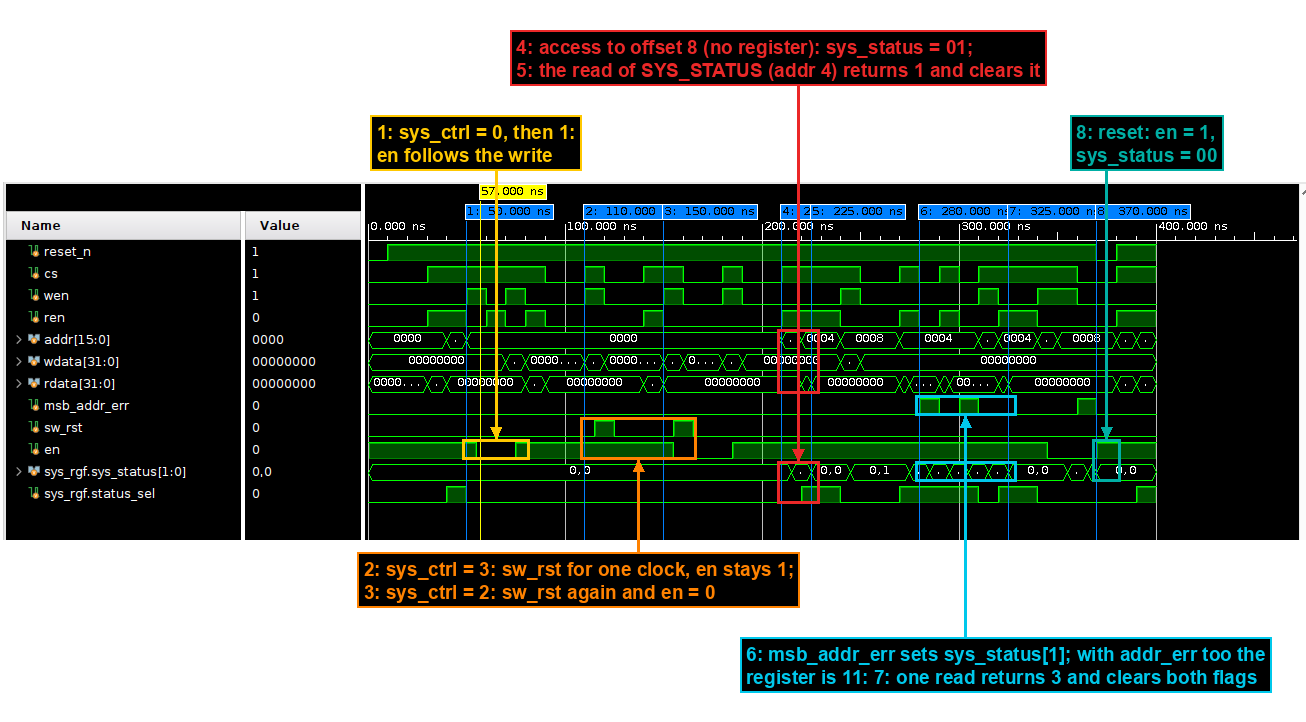 4: access to offset 8 (no register): sys_status = 01;
5: the read of SYS_STATUS (addr 4) returns 1 and clears it
1: sys_ctrl = 0, then 1:
en follows the write
8: reset: en = 1,
sys_status = 00
57.000 ns
2: 110.000 ns
3: 150.000 ns
5: 225.000 ns
6: 280.000 ns
7: 325.000 ns
370.000 ns
Name
Value
0.000 ns
100.000 ns
200.000 ns
300.000 ns
400.000 ns
reset_n 1
cs 1
wen 1
ren 0
addr[15:0] 0000 0000 0000 0004 0008 0004 0004 0008
wdata[31:0] 00000000 00000000 0000... 0000... 0... 00000000 00000000
rdata[31:0] 00000000 0000... 00000000 00000000 00000000 00000000 ... 00... 00000000
msb_addr_err 0
sw_rst 0
en 0
sys_rgf.sys_status[1:0] 0,0 0,0 0,0 0,1 0,0 0,0
sys_rgf.status_sel 0
2: sys_ctrl = 3: sw_rst for one clock, en stays 1;
3: sys_ctrl = 2: sw_rst again and en = 0
6: msb_addr_err sets sys_status[1]; with addr_err too the
register is 11: 7: one read returns 3 and clears both flags